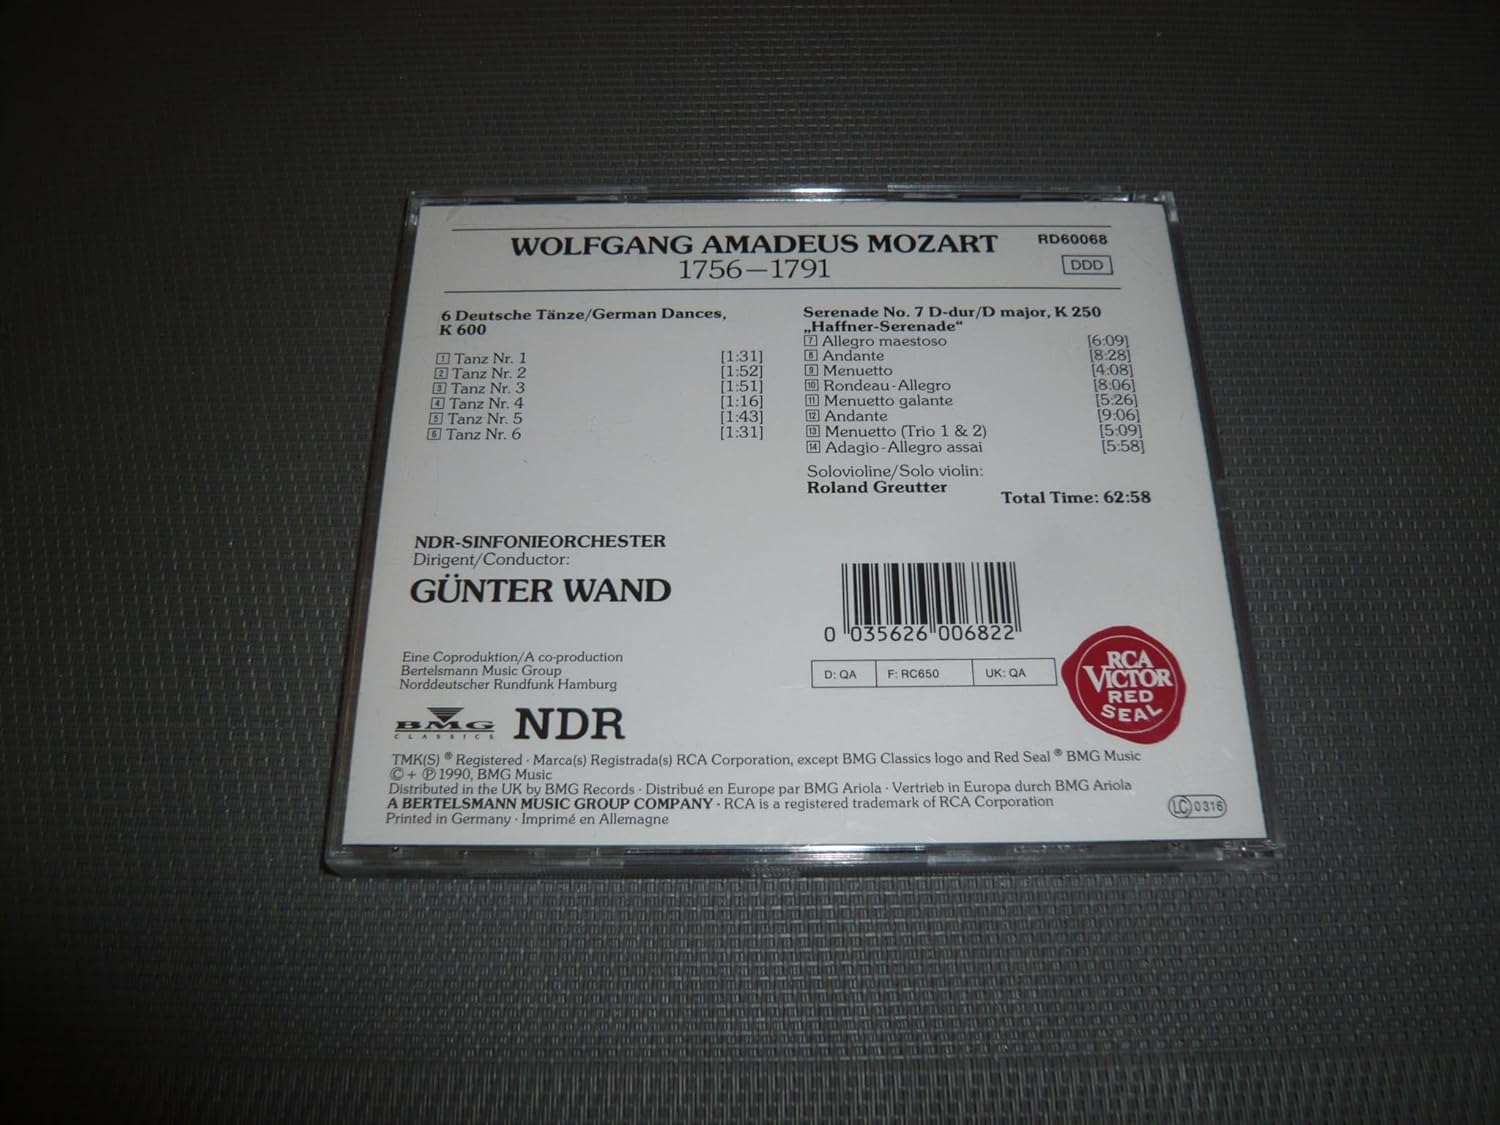 WOLFGANG AMADEUS MOZART
1756—1791
RD60068
DDD
6 Deutsche Tänze/German Dances,
K 600
1 Tanz Nr. 1 [1:31]
2 Tanz Nr. 2 [1:52]
3 Tanz Nr. 3 [1:51]
4 Tanz Nr. 4 [1:16]
5 Tanz Nr. 5 [1:43]
6 Tanz Nr. 6 [1:31]
Serenade No. 7 D-dur/D major, K 250
„Haffner-Serenade“
7 Allegro maestoso [6:09]
8 Andante [8:28]
9 Menuetto [4:08]
10 Rondeau-Allegro [8:06]
11 Menuetto galante [5:26]
12 Andante [9:06]
13 Menuetto (Trio 1 & 2) [5:09]
14 Adagio-Allegro assai [5:58]
Solovioline/Solo violin:
Roland Greutter
Total Time: 62:58
NDR-SINFONIEORCHESTER
Dirigent/Conductor:
GÜNTER WAND
0 035626 006822
Eine Coproduktion/A co-production
Bertelsmann Music Group
Norddeutscher Rundfunk Hamburg
D: QA F: RC650 UK: QA
RCA
VICTOR
RED
SEAL
BMG
CLASSICS
NDR
TMK(S) ® Registered · Marca(s) Registrada(s) RCA Corporation, except BMG Classics logo and Red Seal ® BMG Music
© + ℗ 1990, BMG Music
Distributed in the UK by BMG Records · Distribué en Europe par BMG Ariola · Vertrieb in Europa durch BMG Ariola
A BERTELSMANN MUSIC GROUP COMPANY · RCA is a registered trademark of RCA Corporation
Printed in Germany · Imprimé en Allemagne
LC 0316